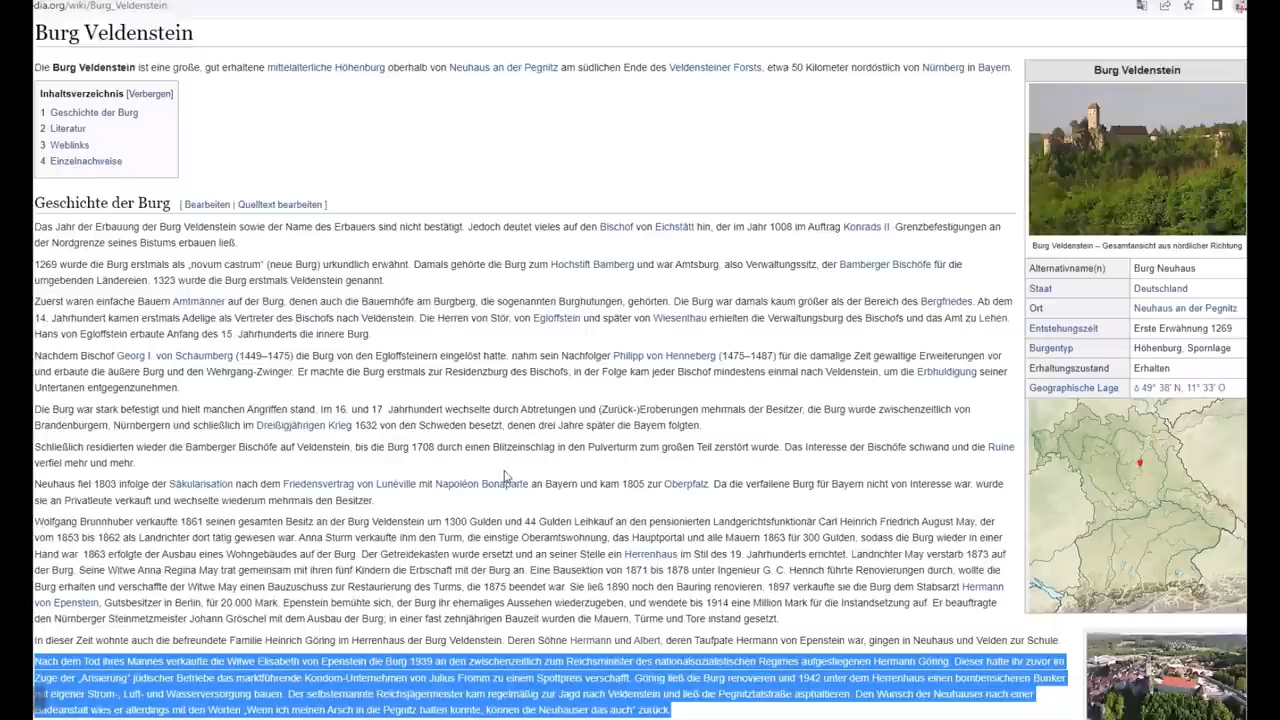 dia.org/wiki/Burg_Veldenstein
Burg Veldenstein
Die Burg Veldenstein ist eine große, gut erhaltene mittelalterliche Höhenburg oberhalb von Neuhaus an der Pegnitz am südlichen Ende des Veldensteiner Forsts, etwa 50 Kilometer nordöstlich von Nürnberg in Bayern.
Inhaltsverzeichnis [Verbergen]
1 Geschichte der Burg
2 Literatur
3 Weblinks
4 Einzelnachweise
Geschichte der Burg [ Bearbeiten | Quelltext bearbeiten ]
Das Jahr der Erbauung der Burg Veldenstein sowie der Name des Erbauers sind nicht bestätigt. Jedoch deutet vieles auf den Bischof von Eichstätt hin, der im Jahr 1008 im Auftrag Konrads II. Grenzbefestigungen an
der Nordgrenze seines Bistums erbauen ließ.
1269 wurde die Burg erstmals als „novum castrum“ (neue Burg) urkundlich erwähnt. Damals gehörte die Burg zum Hochstift Bamberg und war Amtsburg, also Verwaltungssitz, der Bamberger Bischöfe für die
umgebenden Ländereien. 1323 wurde die Burg erstmals Veldenstein genannt.
Zuerst waren einfache Bauern Amtmänner auf der Burg, denen auch die Bauernhöfe am Burgberg, die sogenannten Burghutungen, gehörten. Die Burg war damals kaum größer als der Bereich des Bergfriedes. Ab dem
14. Jahrhundert kamen erstmals Adelige als Vertreter des Bischofs nach Veldenstein. Die Herren von Stör, von Egloffstein und später von Wiesenthau erhielten die Verwaltungsburg des Bischofs und das Amt zu Lehen.
Hans von Egloffstein erbaute Anfang des 15. Jahrhunderts die innere Burg.
Nachdem Bischof Georg I. von Schaumberg (1449–1475) die Burg von den Egloffsteinern eingelöst hatte, nahm sein Nachfolger Philipp von Henneberg (1475–1487) für die damalige Zeit gewaltige Erweiterungen vor
und erbaute die äußere Burg und den Wehrgang-Zwinger. Er machte die Burg erstmals zur Residenzburg des Bischofs; in der Folge kam jeder Bischof mindestens einmal nach Veldenstein, um die Erbhuldigung seiner
Untertanen entgegenzunehmen.
Die Burg war stark befestigt und hielt manchen Angriffen stand. Im 16. und 17. Jahrhundert wechselte durch Abtretungen und (Zurück-)Eroberungen mehrmals der Besitzer, die Burg wurde zwischenzeitlich von
Brandenburgern, Nürnbergern und schließlich im Dreißigjährigen Krieg 1632 von den Schweden besetzt, denen drei Jahre später die Bayern folgten.
Schließlich residierten wieder die Bamberger Bischöfe auf Veldenstein, bis die Burg 1708 durch einen Blitzeinschlag in den Pulverturm zum großen Teil zerstört wurde. Das Interesse der Bischöfe schwand und die Ruine
verfiel mehr und mehr.
Neuhaus fiel 1803 infolge der Säkularisation nach dem Friedensvertrag von Lunéville mit Napoléon Bonaparte an Bayern und kam 1805 zur Oberpfalz. Da die verfallene Burg für Bayern nicht von Interesse war, wurde
sie an Privatleute verkauft und wechselte wiederum mehrmals den Besitzer.
Wolfgang Brunnhuber verkaufte 1861 seinen gesamten Besitz an der Burg Veldenstein um 1300 Gulden und 44 Gulden Leihkauf an den pensionierten Landgerichtsfunktionär Carl Heinrich Friedrich August May, der
vom 1853 bis 1862 als Landrichter dort tätig gewesen war. Anna Sturm verkaufte ihm den Turm, die einstige Oberamtswohnung, das Hauptportal und alle Mauern 1863 für 300 Gulden, sodass die Burg wieder in einer
Hand war. 1863 erfolgte der Ausbau eines Wohngebäudes auf der Burg. Der Getreidekasten wurde ersetzt und an seiner Stelle ein Herrenhaus im Stil des 19. Jahrhunderts errichtet. Landrichter May verstarb 1873 auf
der Burg. Seine Witwe Anna Regina May trat gemeinsam mit ihren fünf Kindern die Erbschaft mit der Burg an. Eine Bausektion von 1871 bis 1878 unter Ingenieur G. C. Hennch führte Renovierungen durch, wollte die
Burg erhalten und verschaffte der Witwe May einen Bauzuschuss zur Restaurierung des Turms, die 1875 beendet war. Sie ließ 1890 noch den Bauring renovieren. 1897 verkaufte sie die Burg dem Stabsarzt Hermann
von Epenstein, Gutsbesitzer in Berlin, für 20.000 Mark. Epenstein bemühte sich, der Burg ihr ehemaliges Aussehen wiederzugeben, und wendete bis 1914 eine Million Mark für die Instandsetzung auf. Er beauftragte
den Nürnberger Steinmetzmeister Johann Gröschel mit dem Ausbau der Burg; in einer fast zehnjährigen Bauzeit wurden die Mauern, Türme und Tore instand gesetzt.
In dieser Zeit wohnte auch die befreundete Familie Heinrich Göring im Herrenhaus der Burg Veldenstein. Deren Söhne Hermann und Albert, deren Taufpate Hermann von Epenstein war, gingen in Neuhaus und Velden zur Schule.
Nach dem Tod ihres Mannes verkaufte die Witwe Elisabeth von Epenstein die Burg 1939 an den zwischenzeitlich zum Reichsminister des nationalsozialistischen Regimes aufgestiegenen Hermann Göring. Dieser hatte ihr zuvor im
Zuge der „Arisierung“ jüdischer Betriebe das marktführende Kondom-Unternehmen von Julius Fromm zu einem Spottpreis verschafft. Göring ließ die Burg renovieren und 1942 unter dem Herrenhaus einen bombensicheren Bunker
mit eigener Strom-, Luft- und Wasserversorgung bauen. Der selbsternannte Reichsjägermeister kam regelmäßig zur Jagd nach Veldenstein und ließ die Pegnitztalstraße asphaltieren. Den Wunsch der Neuhauser nach einer
Badeanstalt wies er allerdings mit den Worten „Wenn ich meinen Arsch in die Pegnitz halten konnte, können die Neuhauser das auch“ zurück.
Burg Veldenstein
Burg Veldenstein – Gesamtansicht aus nördlicher Richtung
Alternativname(n) Burg Neuhaus
Staat Deutschland
Ort Neuhaus an der Pegnitz
Entstehungszeit Erste Erwähnung 1269
Burgentyp Höhenburg, Spornlage
Erhaltungszustand Erhalten
Geographische Lage 49° 38′ N, 11° 33′ O